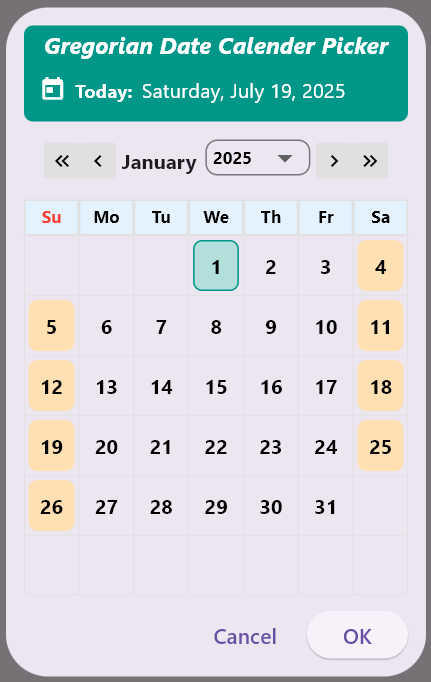 Gregorian Date Calender Picker
Today: Saturday, July 19, 2025
« ‹ January 2025 › »
Su Mo Tu We Th Fr Sa
1 2 3 4
5 6 7 8 9 10 11
12 13 14 15 16 17 18
19 20 21 22 23 24 25
26 27 28 29 30 31
Cancel OK